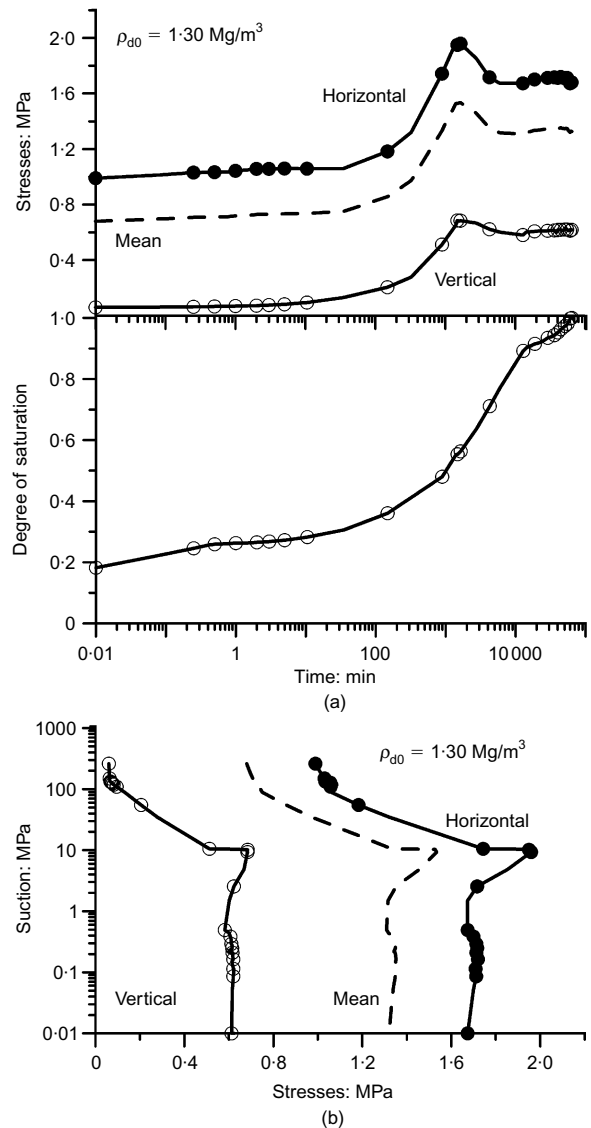 ρd0 = 1·30 Mg/m3
Stresses: MPa
2·0
1·6
1·2
0·8
0·4
Horizontal
Mean
Vertical
Degree of saturation
1·0
0·8
0·6
0·4
0·2
0
0·01
1
100
10 000
Time: min
(a)
Suction: MPa
1000
100
10
1
0·1
0·01
ρd0 = 1·30 Mg/m3
Horizontal
Vertical
Mean
0
0·4
0·8
1·2
1·6
2·0
Stresses: MPa
(b)